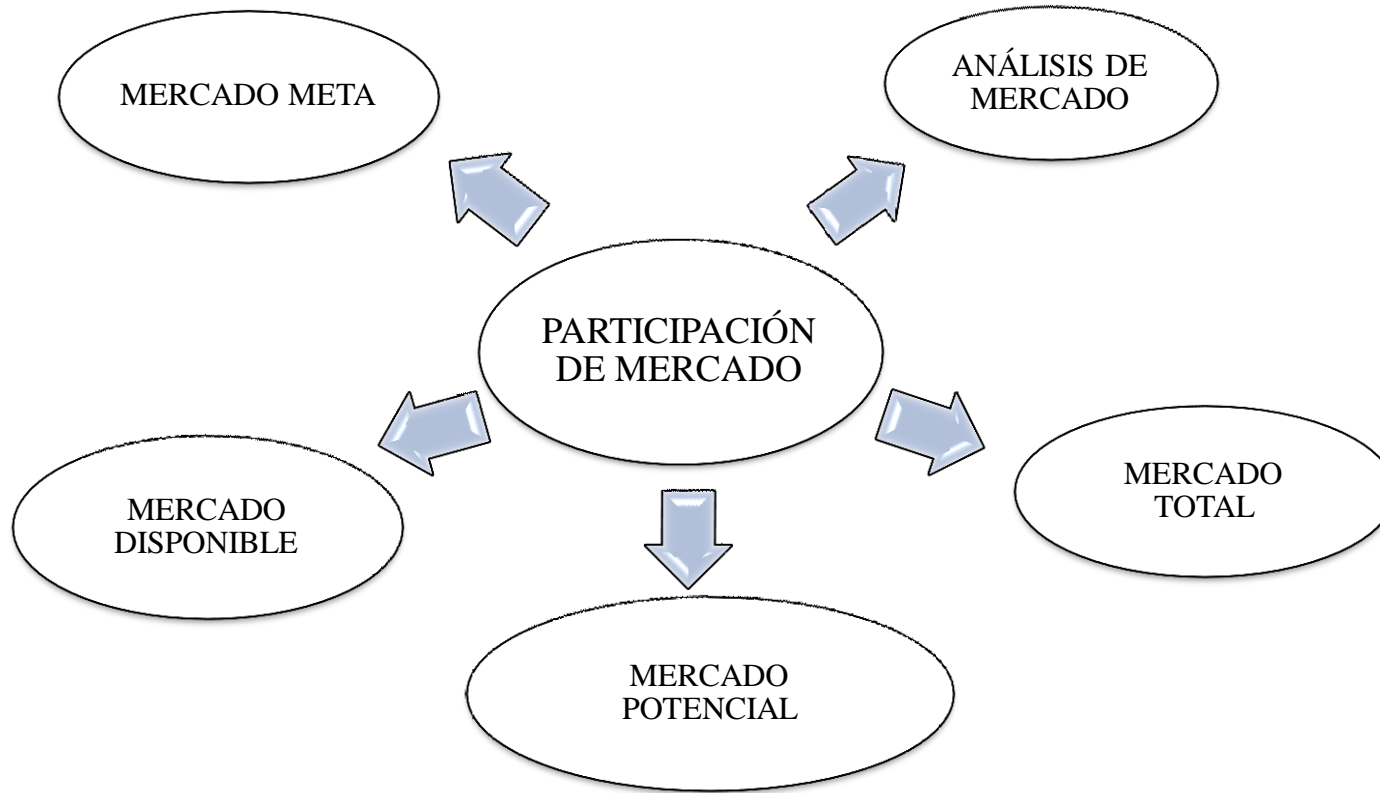 MERCADO META
ANÁLISIS DE
MERCADO
PARTICIPACIÓN
DE MERCADO
MERCADO
DISPONIBLE
MERCADO
TOTAL
MERCADO
POTENCIAL